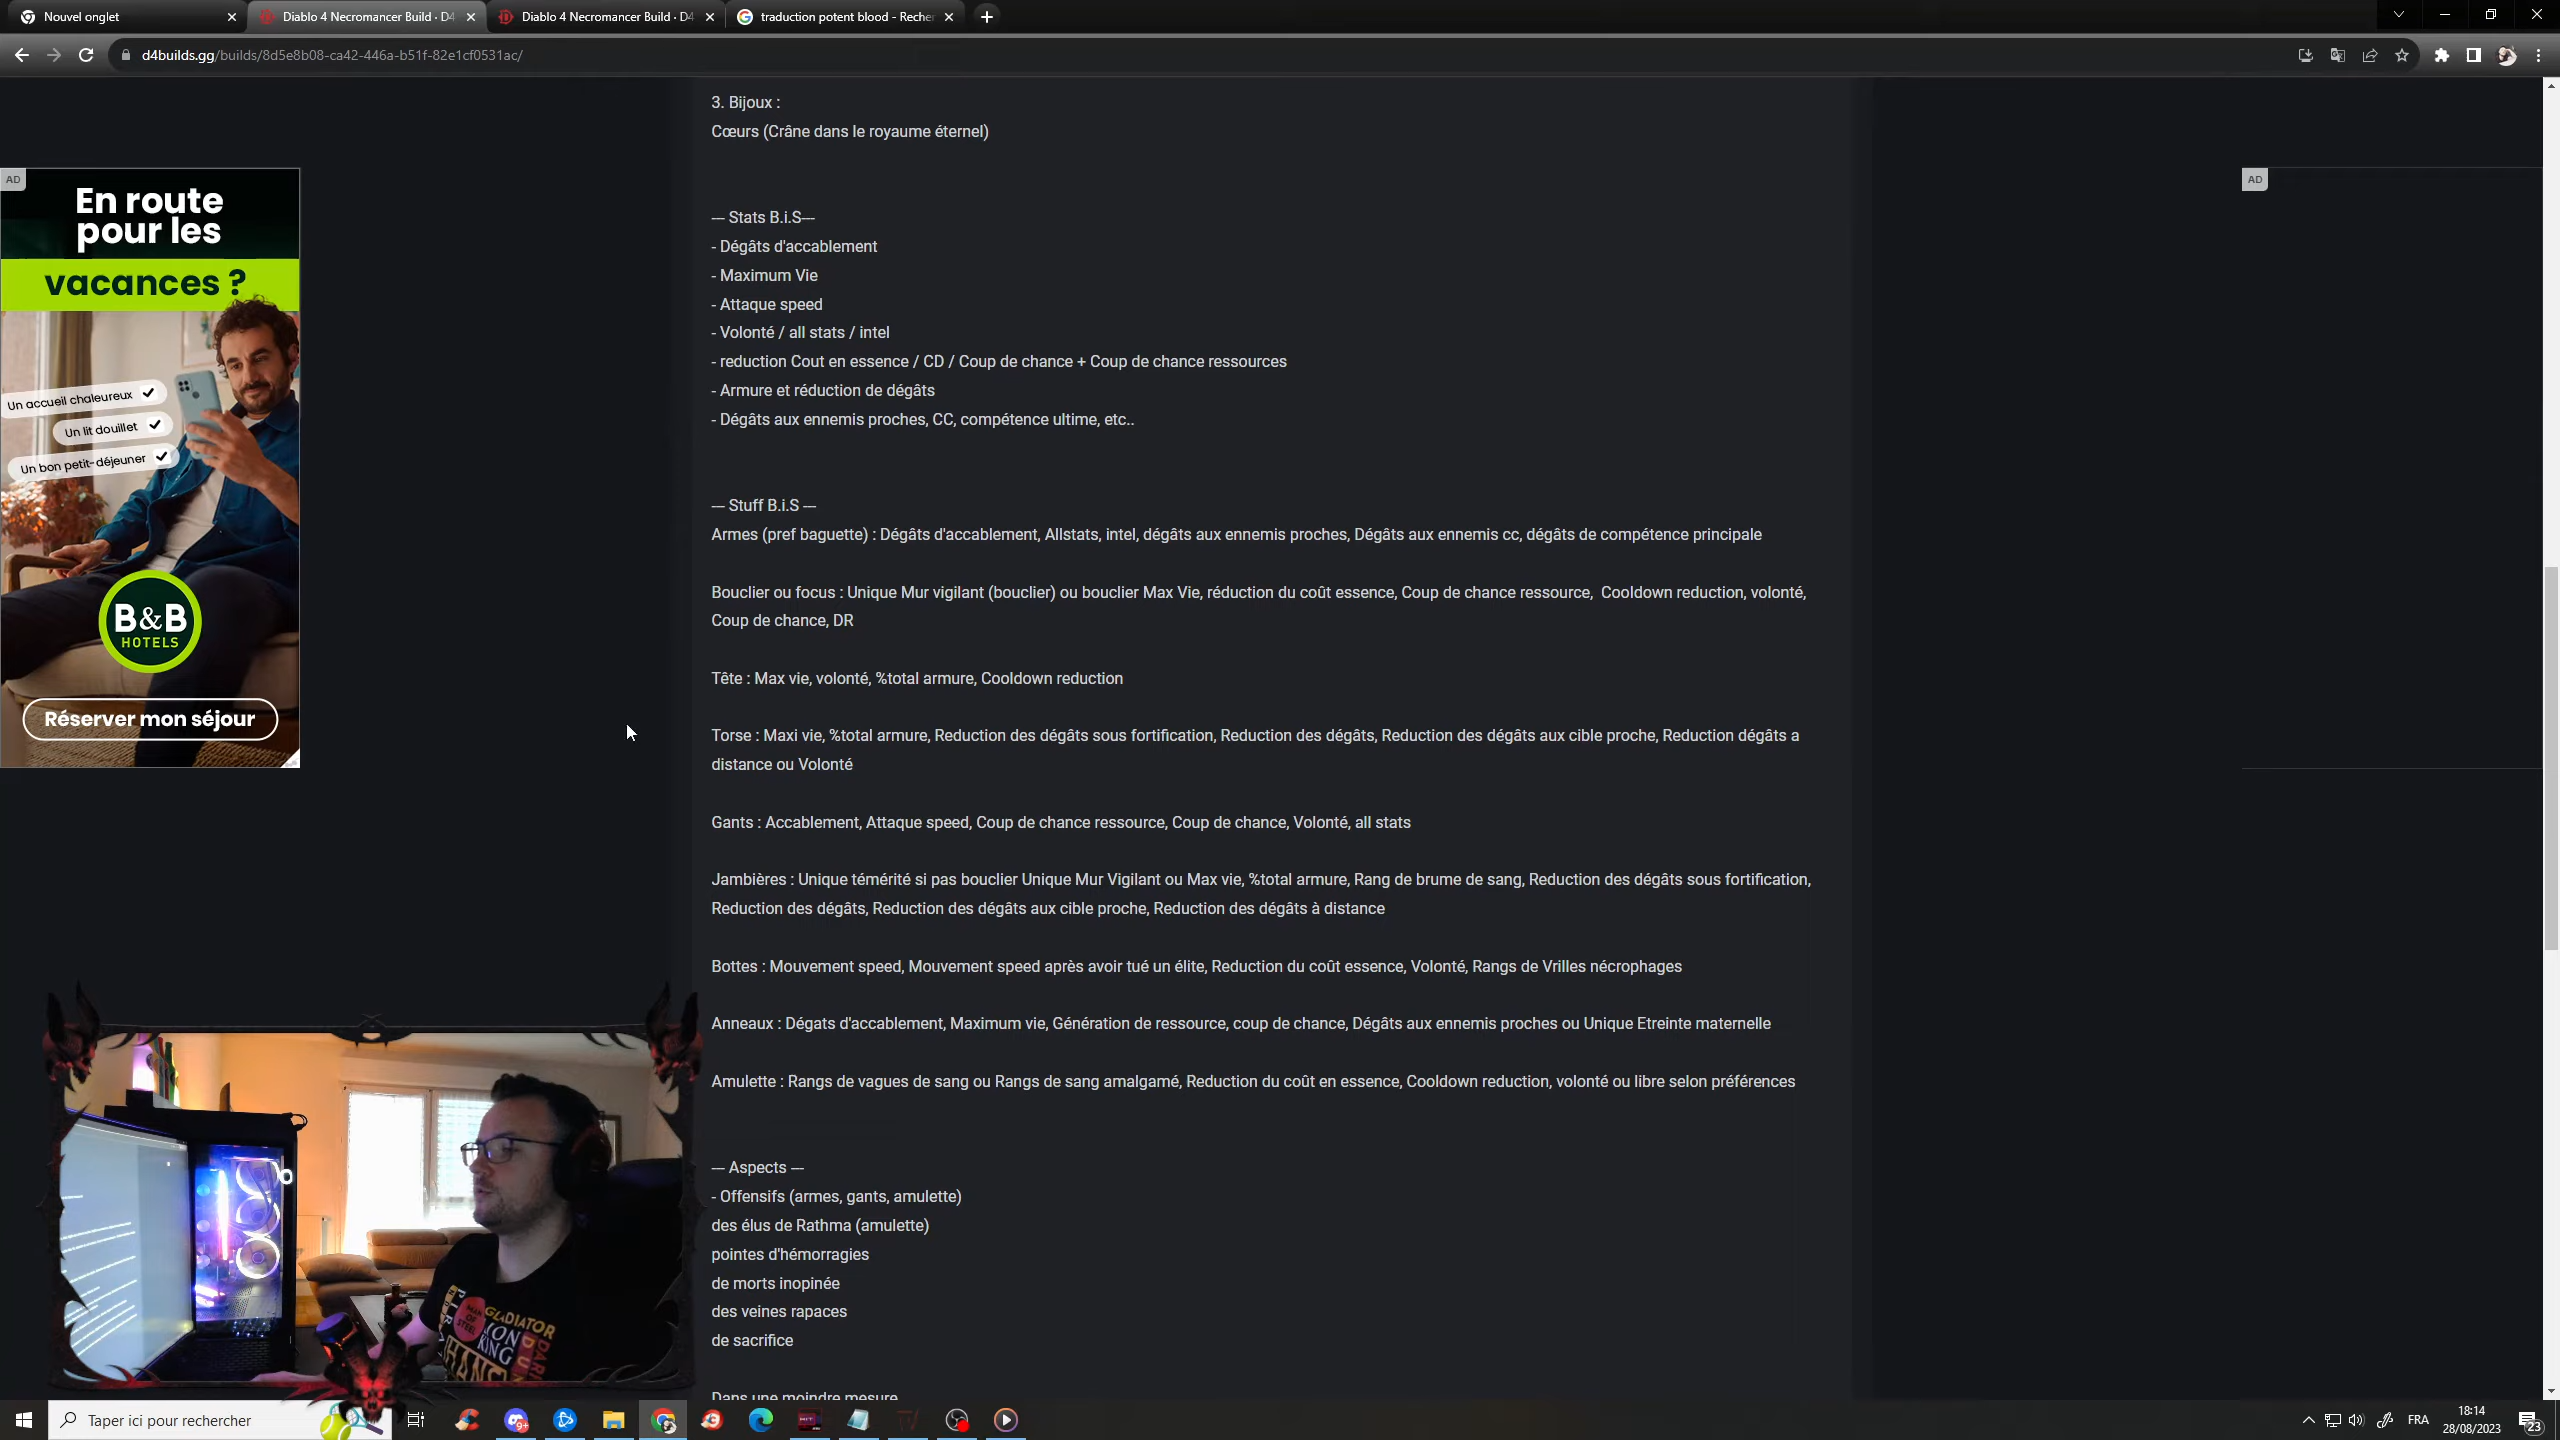 Nouvel onglet
Diablo 4 Necromancer Build · D4
Diablo 4 Necromancer Build · D4
traduction potent blood - Recher
d4builds.gg/builds/8d5e8b08-ca42-446a-b51f-82e1cf0531ac/
3. Bijoux :
Cœurs (Crâne dans le royaume éternel)
AD
En route
pour les
vacances ?
Un accueil chaleureux
Un lit douillet
Un bon petit-déjeuner
B&B
HOTELS
Réserver mon séjour
AD
--- Stats B.i.S---
- Dégâts d'accablement
- Maximum Vie
- Attaque speed
- Volonté / all stats / intel
- reduction Cout en essence / CD / Coup de chance + Coup de chance ressources
- Armure et réduction de dégâts
- Dégâts aux ennemis proches, CC, compétence ultime, etc..
--- Stuff B.i.S ---
Armes (pref baguette) : Dégâts d'accablement, Allstats, intel, dégâts aux ennemis proches, Dégâts aux ennemis cc, dégâts de compétence principale
Bouclier ou focus : Unique Mur vigilant (bouclier) ou bouclier Max Vie, réduction du coût essence, Coup de chance ressource,  Cooldown reduction, volonté,
Coup de chance, DR
Tête : Max vie, volonté, %total armure, Cooldown reduction
Torse : Maxi vie, %total armure, Reduction des dégâts sous fortification, Reduction des dégâts, Reduction des dégâts aux cible proche, Reduction dégâts a
distance ou Volonté
Gants : Accablement, Attaque speed, Coup de chance ressource, Coup de chance, Volonté, all stats
Jambières : Unique témérité si pas bouclier Unique Mur Vigilant ou Max vie, %total armure, Rang de brume de sang, Reduction des dégâts sous fortification,
Reduction des dégâts, Reduction des dégâts aux cible proche, Reduction des dégâts à distance
Bottes : Mouvement speed, Mouvement speed après avoir tué un élite, Reduction du coût essence, Volonté, Rangs de Vrilles nécrophages
Anneaux : Dégats d'accablement, Maximum vie, Génération de ressource, coup de chance, Dégâts aux ennemis proches ou Unique Etreinte maternelle
Amulette : Rangs de vagues de sang ou Rangs de sang amalgamé, Reduction du coût en essence, Cooldown reduction, volonté ou libre selon préférences
--- Aspects ---
- Offensifs (armes, gants, amulette)
des élus de Rathma (amulette)
pointes d'hémorragies
de morts inopinée
des veines rapaces
de sacrifice
Dans une moindre mesure
GLADIATOR
MAN OF STEEL
KING
Taper ici pour rechercher
9+
FRA
18:14
28/08/2023
23